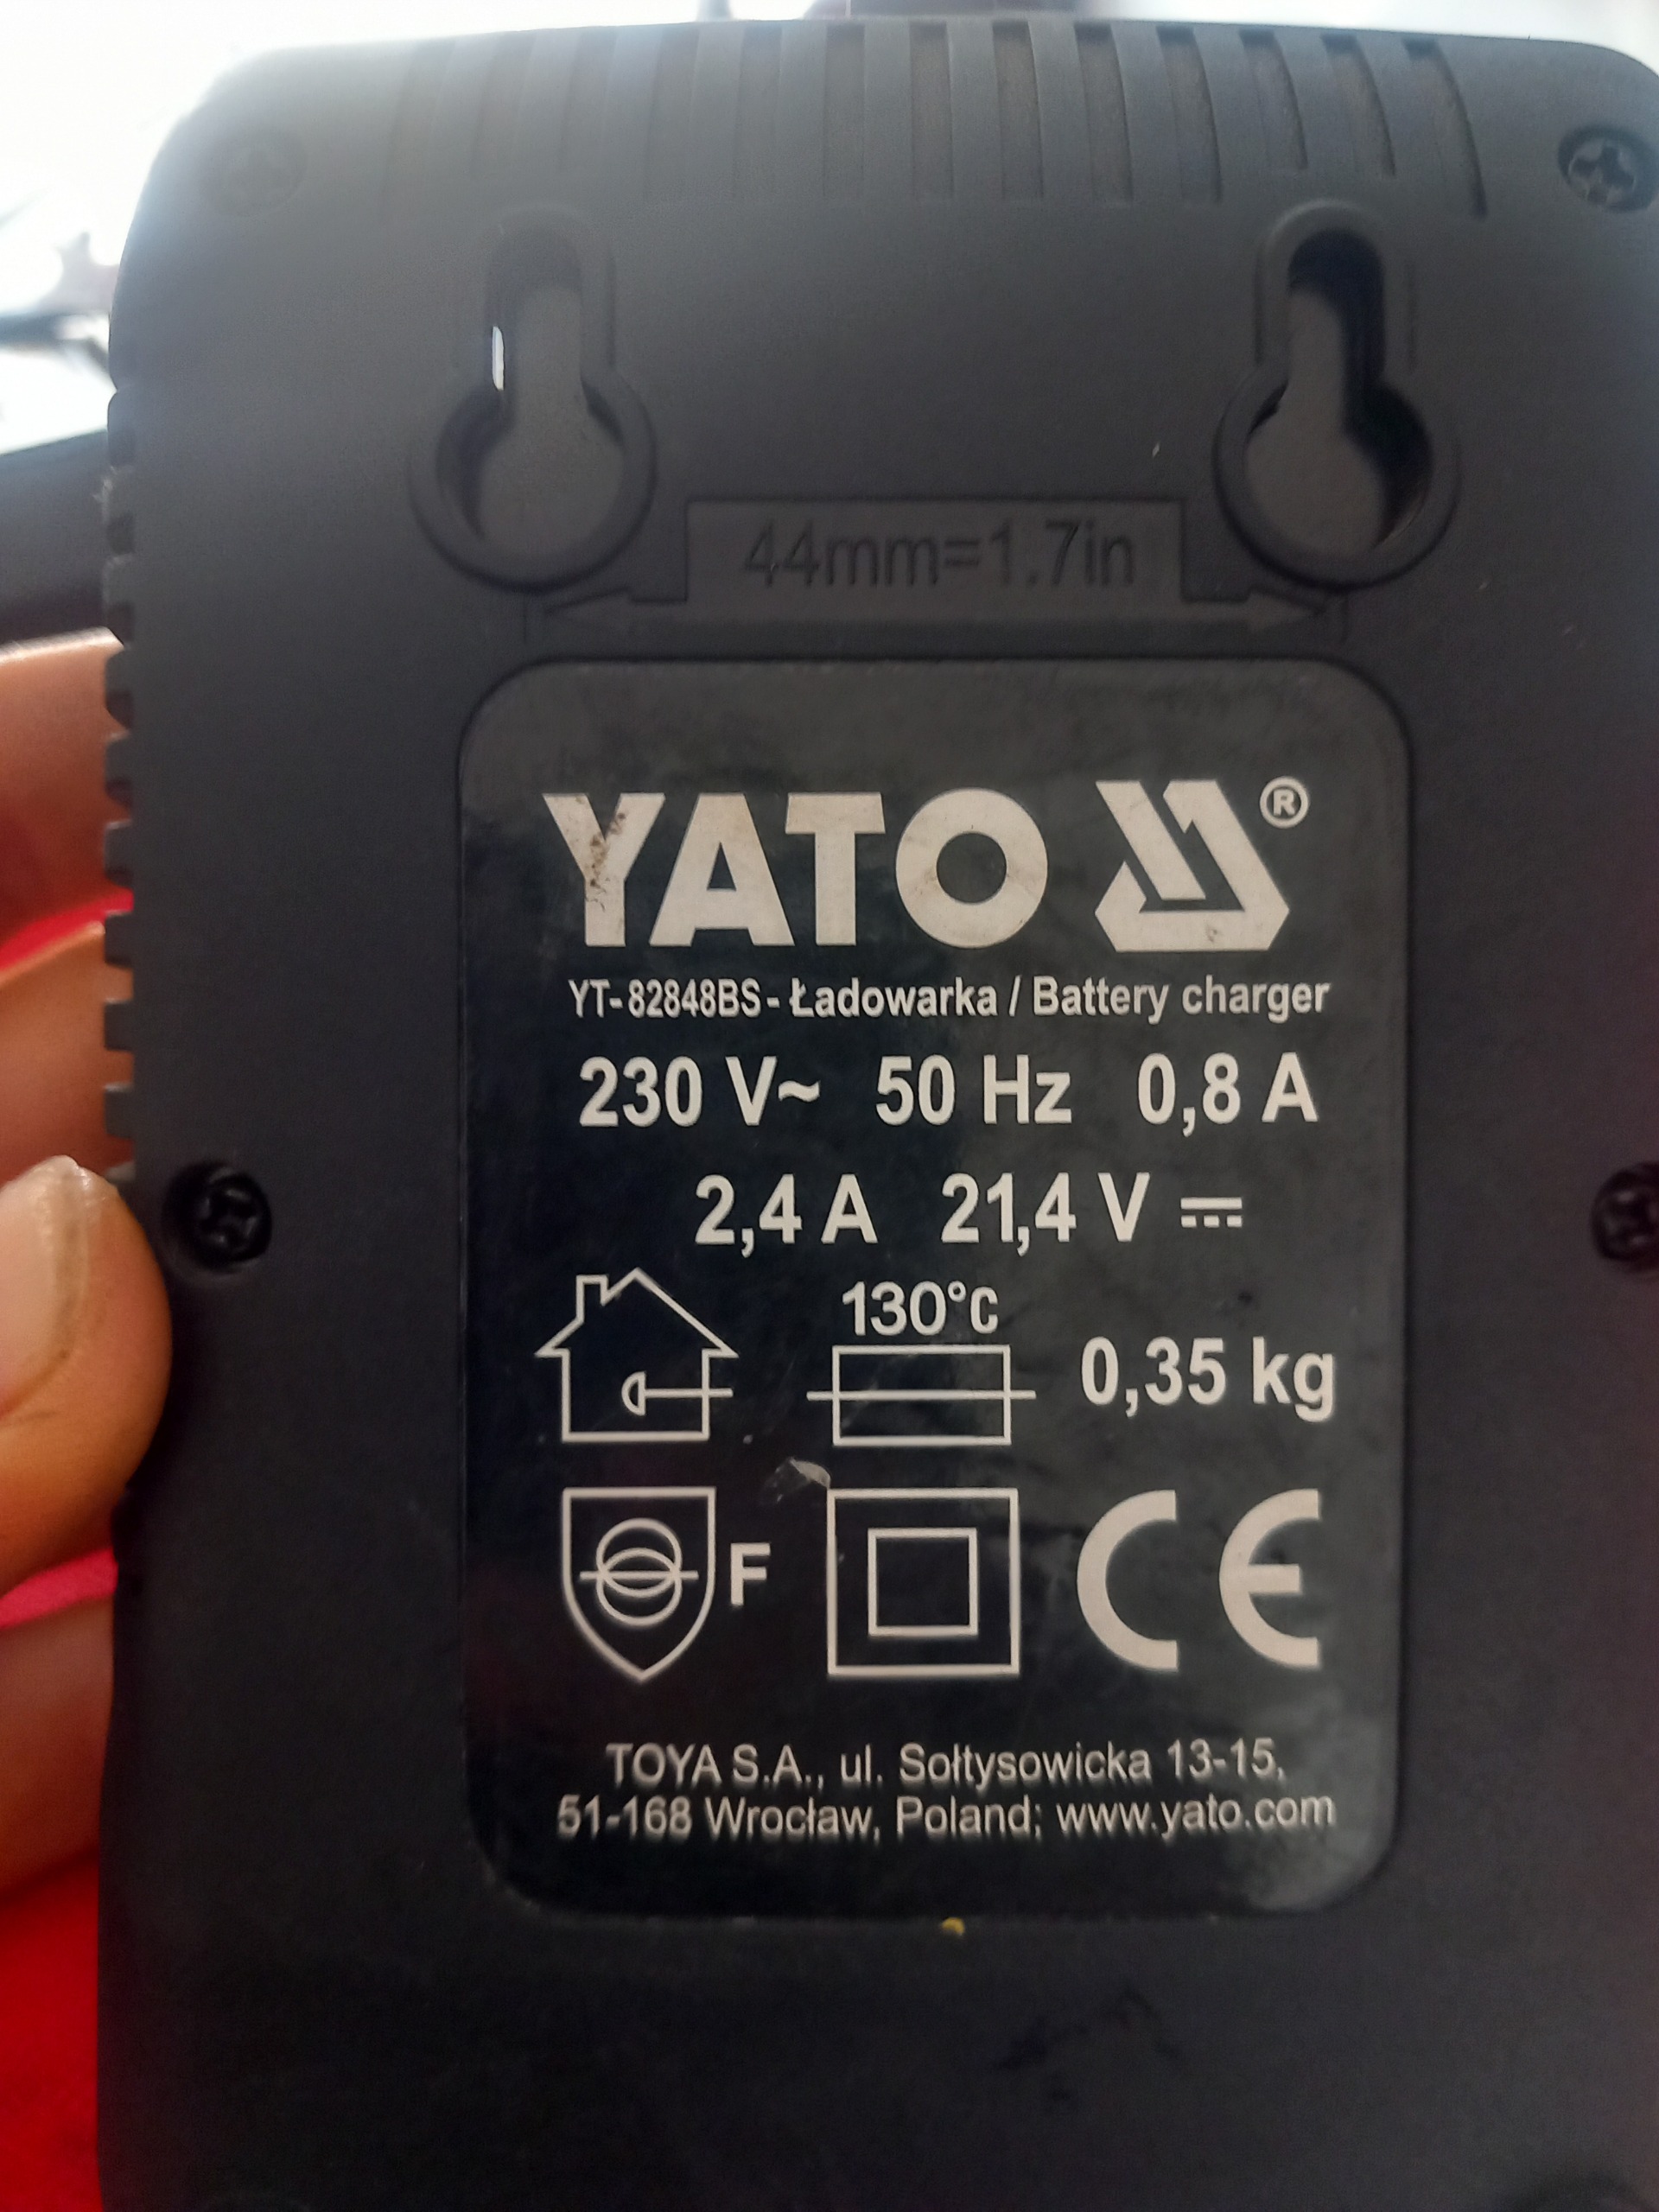 44mm=1.7in
YATO ®
YT-82848BS - Ładowarka / Battery charger
230 V~ 50 Hz 0,8 A
2,4 A 21,4 V ⎓
130°C
0,35 kg
F CE
TOYA S.A., ul. Sołtysowicka 13-15,
51-168 Wrocław, Poland; www.yato.com